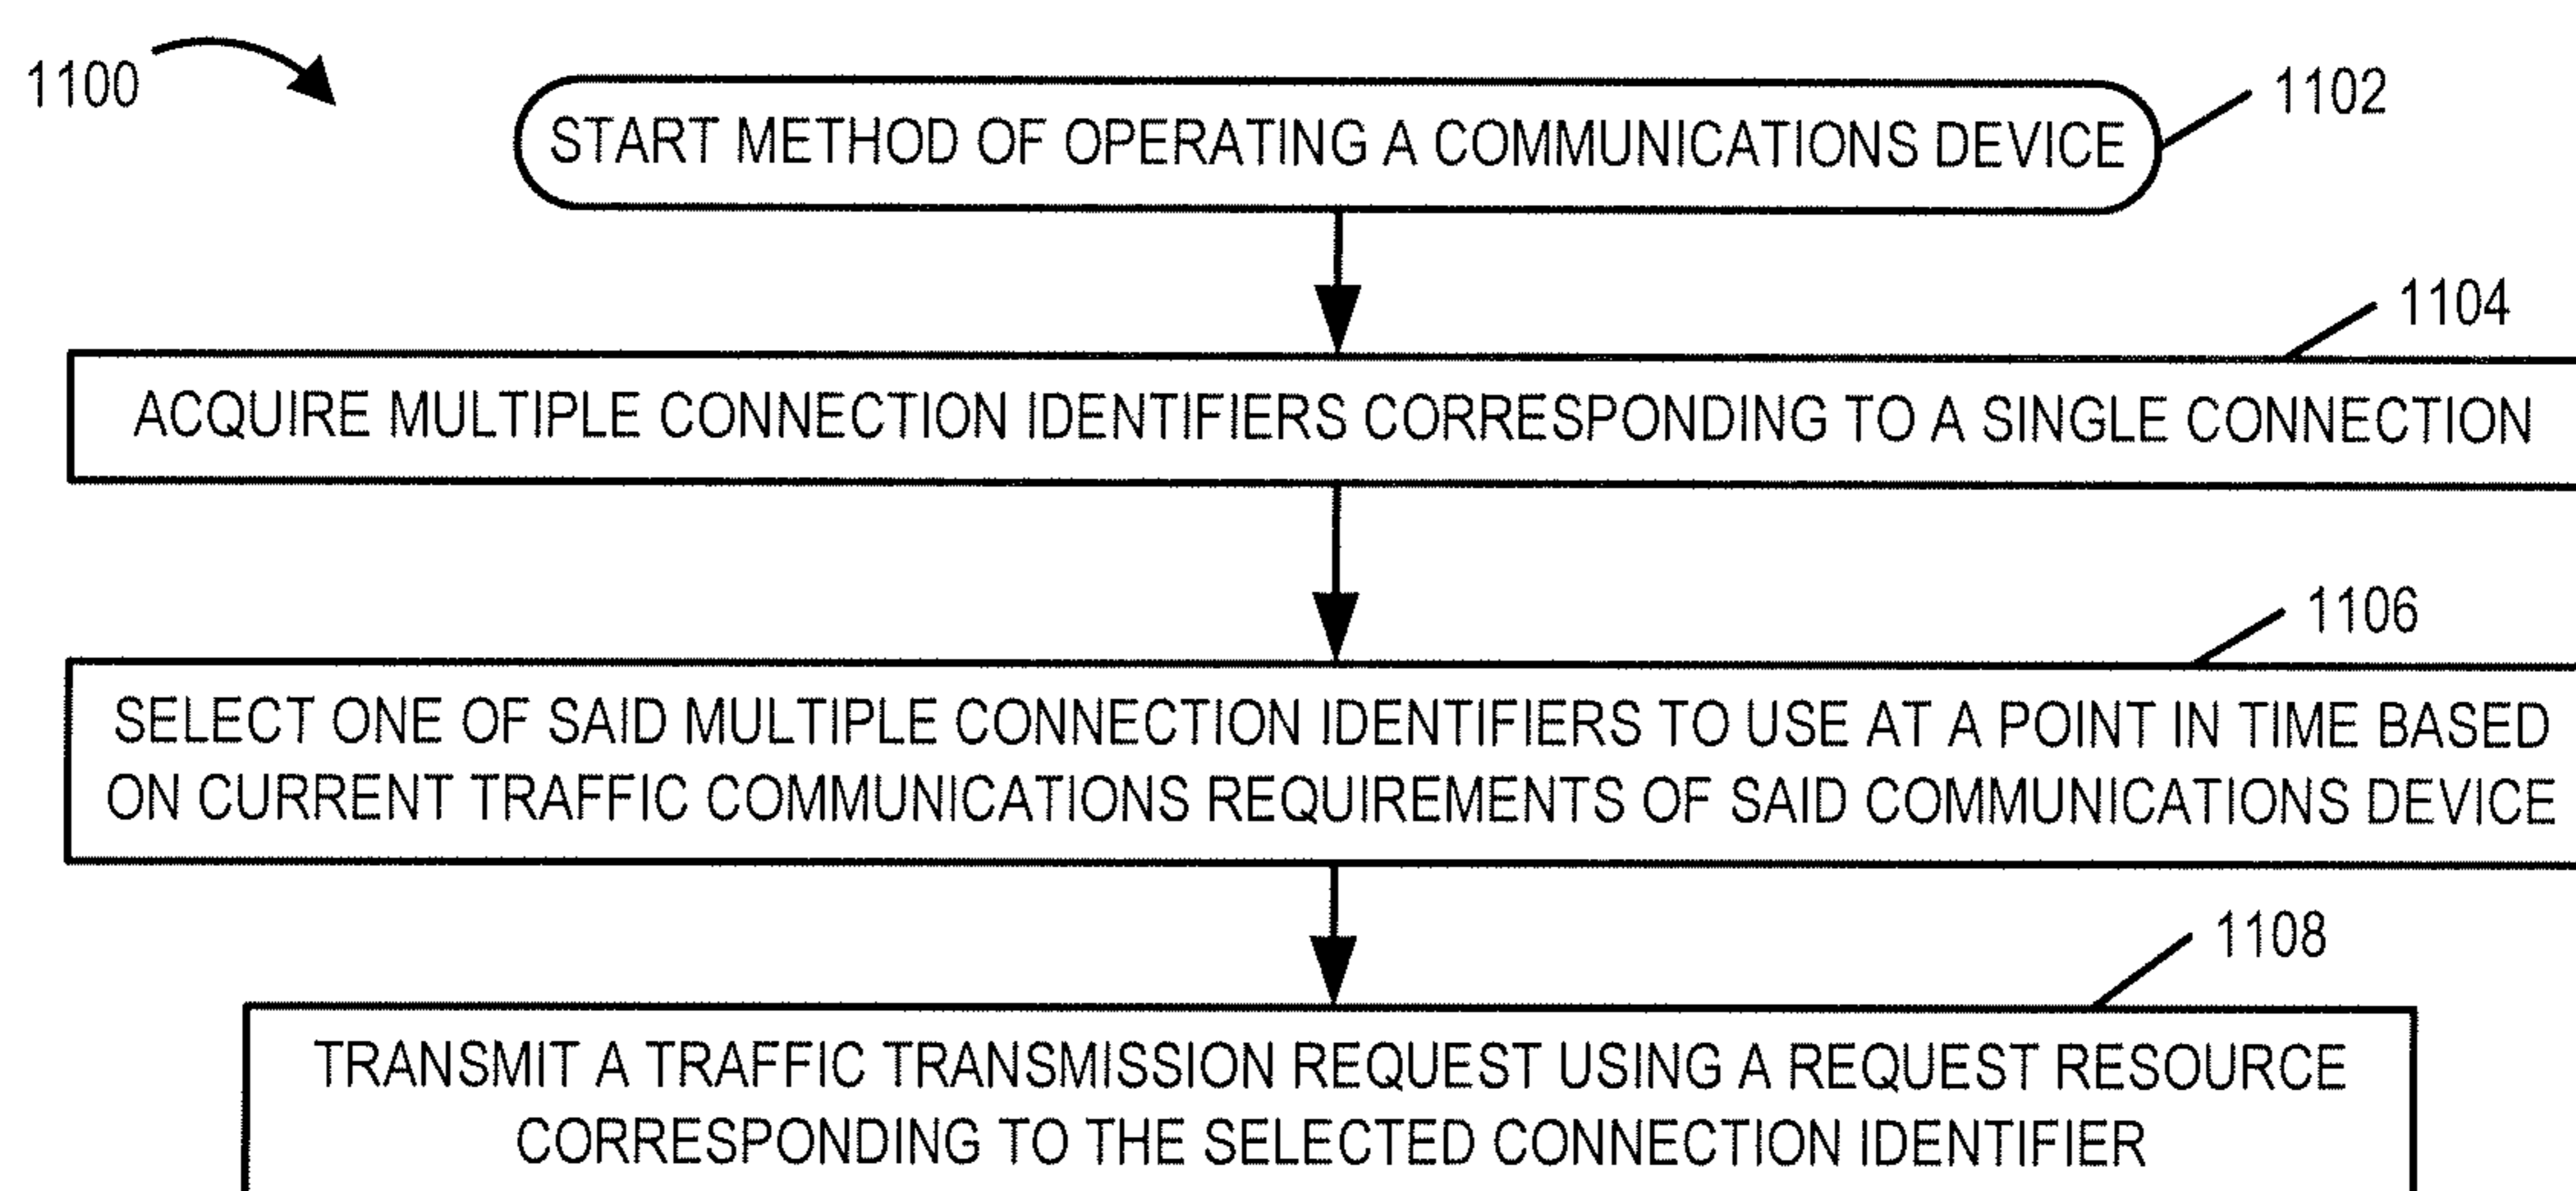 1100
1102
START METHOD OF OPERATING A COMMUNICATIONS DEVICE
1104
ACQUIRE MULTIPLE CONNECTION IDENTIFIERS CORRESPONDING TO A SINGLE CONNECTION
1106
SELECT ONE OF SAID MULTIPLE CONNECTION IDENTIFIERS TO USE AT A POINT IN TIME BASED
ON CURRENT TRAFFIC COMMUNICATIONS REQUIREMENTS OF SAID COMMUNICATIONS DEVICE
1108
TRANSMIT A TRAFFIC TRANSMISSION REQUEST USING A REQUEST RESOURCE
CORRESPONDING TO THE SELECTED CONNECTION IDENTIFIER